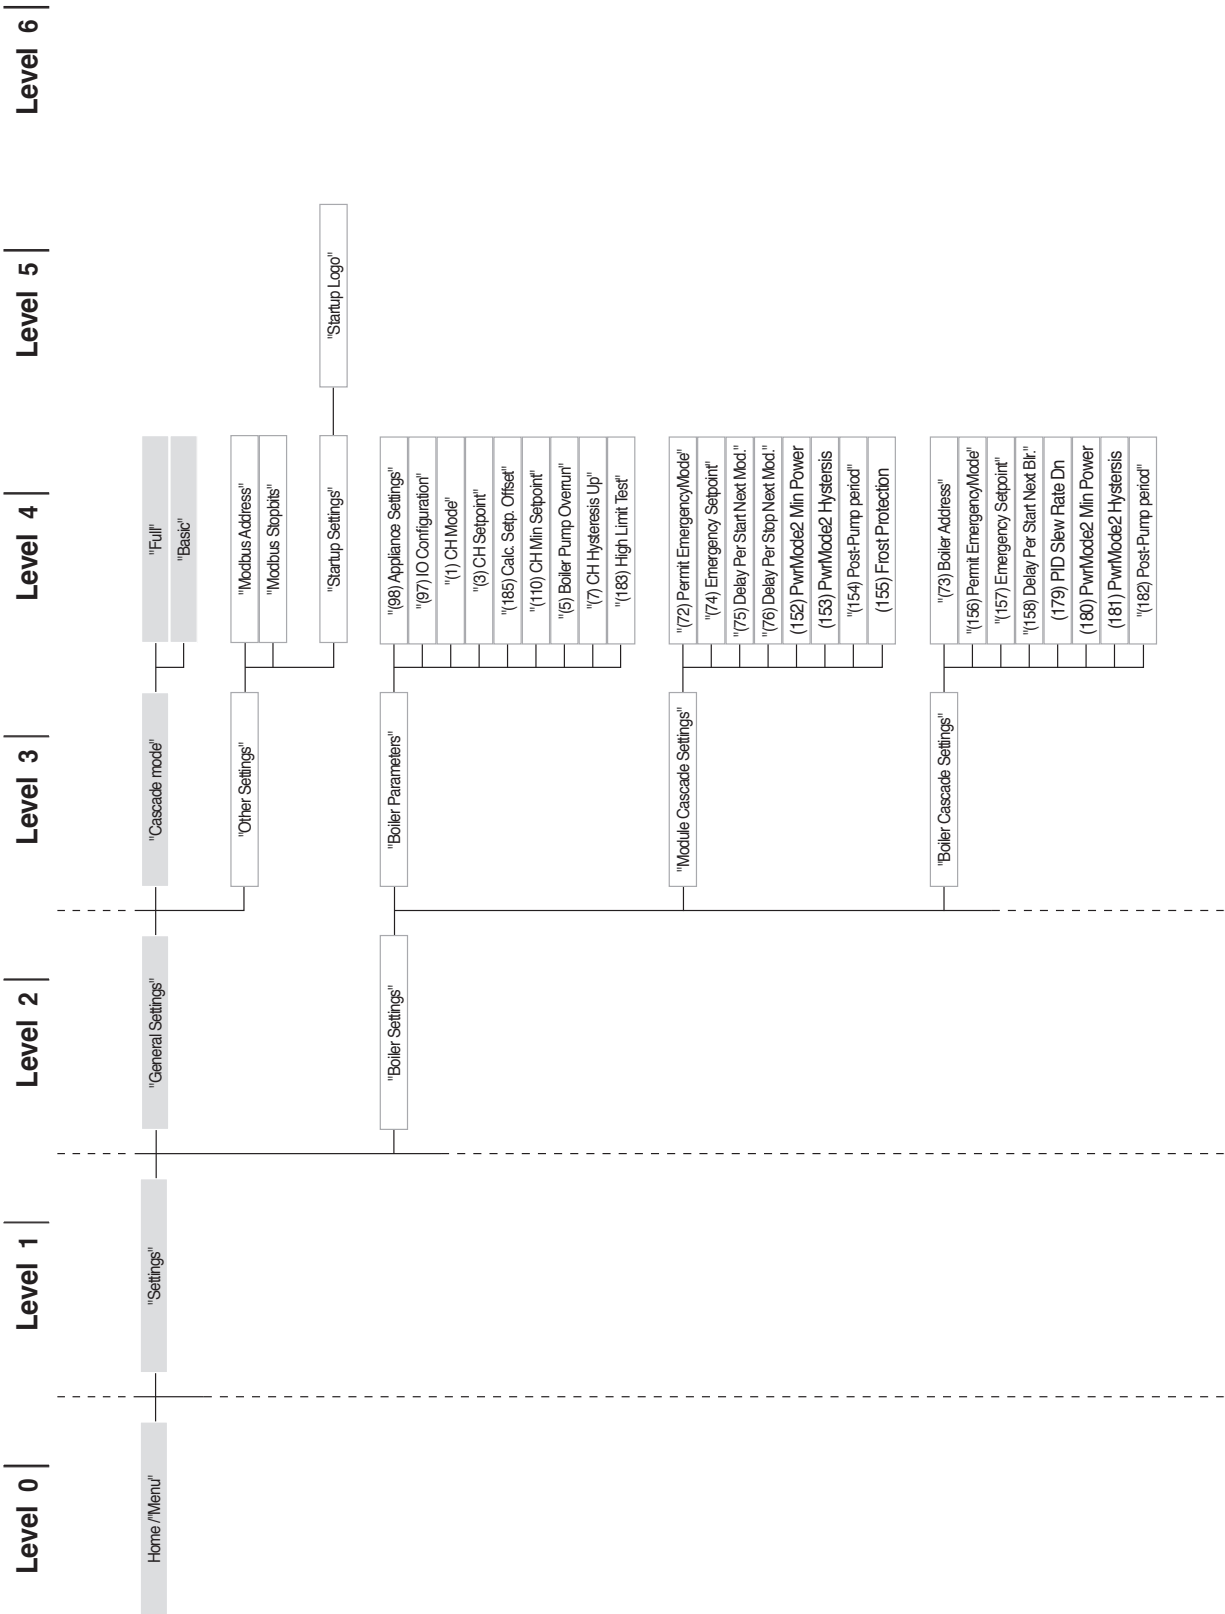 Level 0
Level 1
Level 2
Level 3
Level 4
Level 5
Level 6
Home /"Menu"
"Settings"
"General Settings"
"Cascade mode"
"Full"
"Basic"
"Other Settings"
"Modbus Address"
"Modbus Stopbits"
"Startup Settings"
"Startup Logo"
"Boiler Settings"
"Boiler Parameters"
"(98) Appliance Settings"
"(97) IO Configuration"
"(1) CH Mode"
"(3) CH Setpoint"
"(185) Calc. Setp. Offset"
"(110) CH Min Setpoint"
"(5) Boiler Pump Overrun"
"(7) CH Hysteresis Up"
"(183) High Limit Test"
"Module Cascade Settings"
"(72) Permit EmergencyMode"
"(74) Emergency Setpoint"
"(75) Delay Per Start Next Mod."
"(76) Delay Per Stop Next Mod."
(152) PwrMode2 Min Power
(153) PwrMode2 Hystersis
"(154) Post-Pump period"
(155) Frost Protection
"Boiler Cascade Settings"
"(73) Boiler Address"
"(156) Permit EmergencyMode"
"(157) Emergency Setpoint"
"(158) Delay Per Start Next Blr."
(179) PID Slew Rate Dn
(180) PwrMode2 Min Power
(181) PwrMode2 Hystersis
"(182) Post-Pump period"